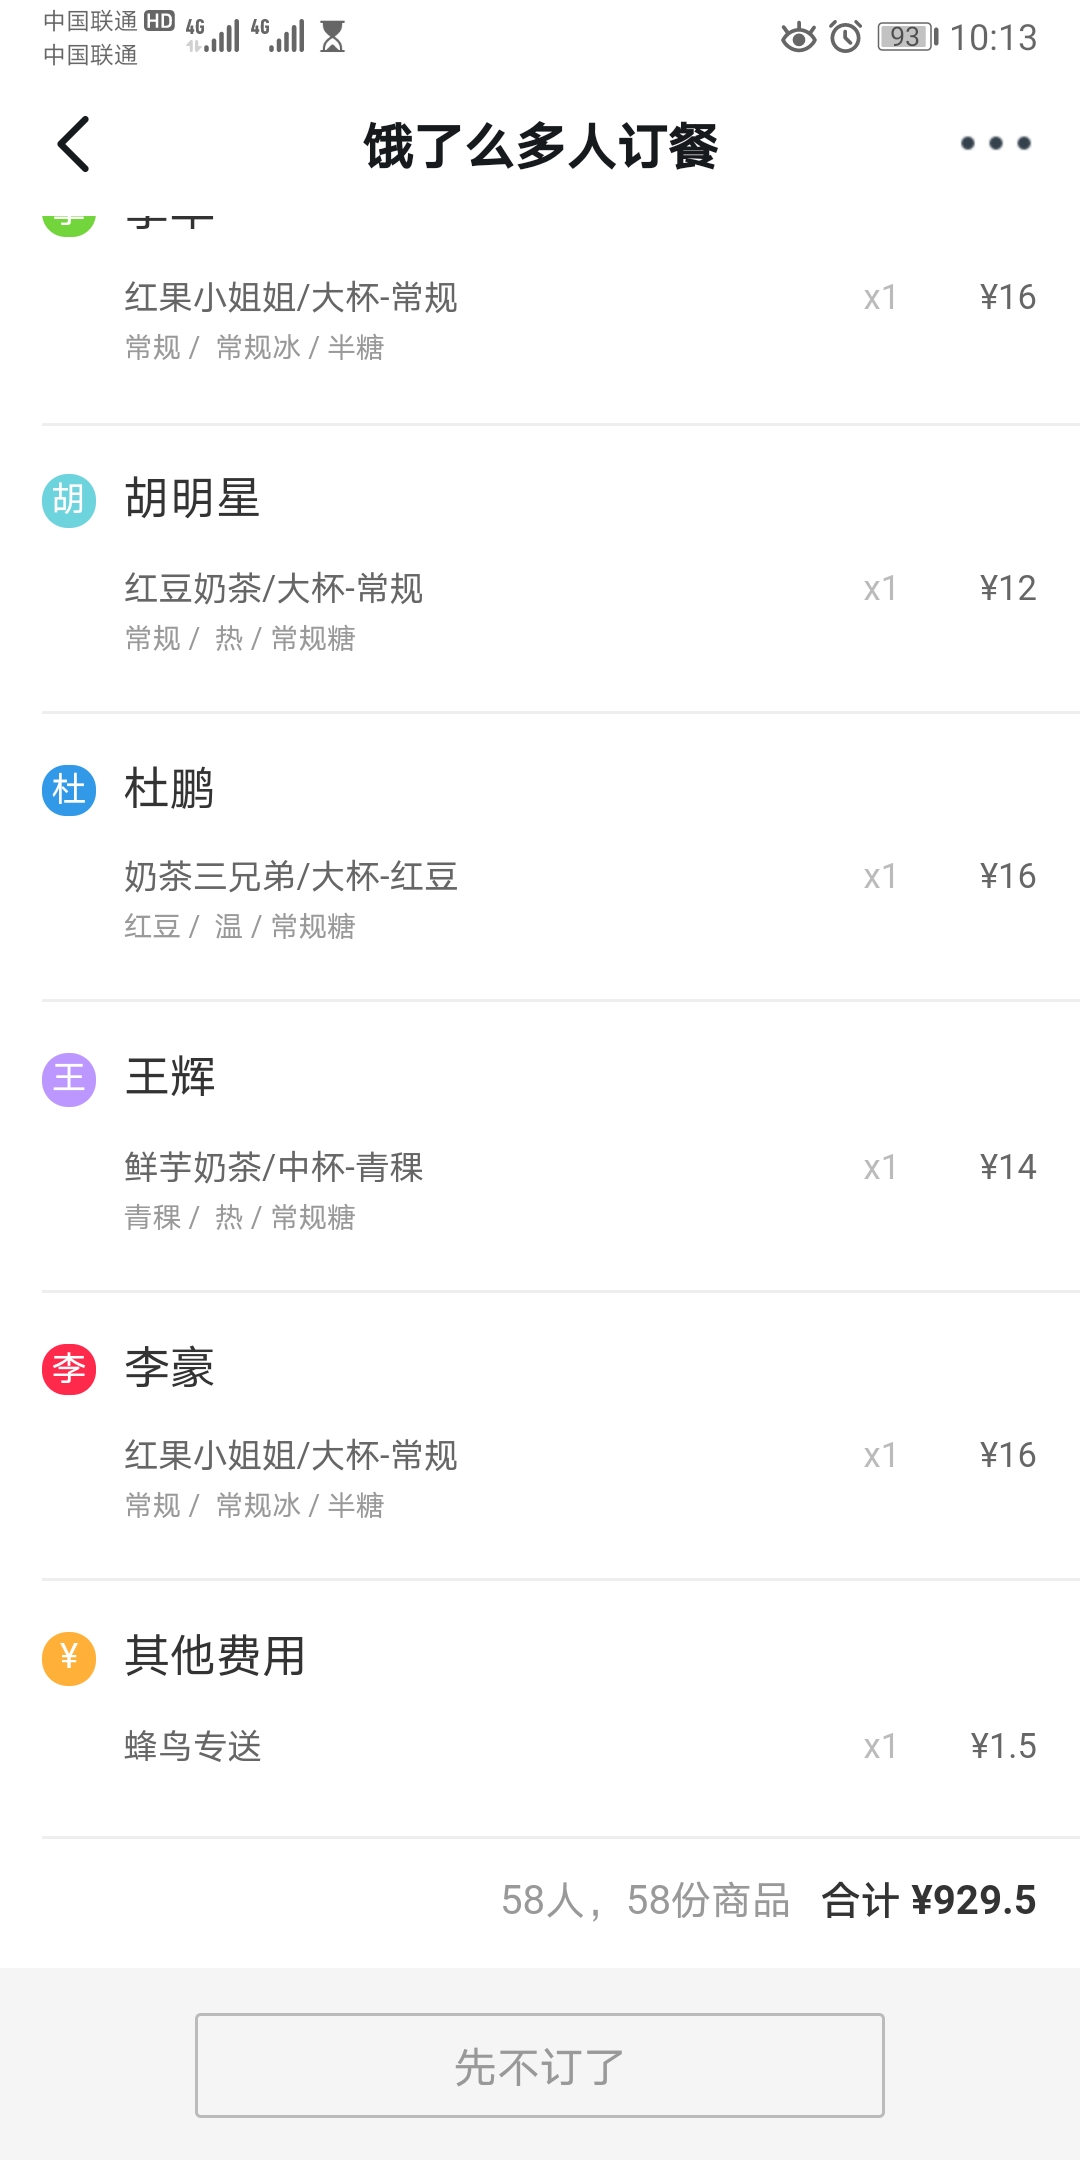 中国联通 HD 4G 4G 93 10:13
中国联通
饿了么多人订餐
红果小姐姐/大杯-常规 x1 ¥16
常规 / 常规冰 / 半糖
胡 胡明星
红豆奶茶/大杯-常规 x1 ¥12
常规 / 热 / 常规糖
杜 杜鹏
奶茶三兄弟/大杯-红豆 x1 ¥16
红豆 / 温 / 常规糖
王 王辉
鲜芋奶茶/中杯-青稞 x1 ¥14
青稞 / 热 / 常规糖
李 李豪
红果小姐姐/大杯-常规 x1 ¥16
常规 / 常规冰 / 半糖
¥ 其他费用
蜂鸟专送 x1 ¥1.5
58人，58份商品 合计 ¥929.5
先不订了